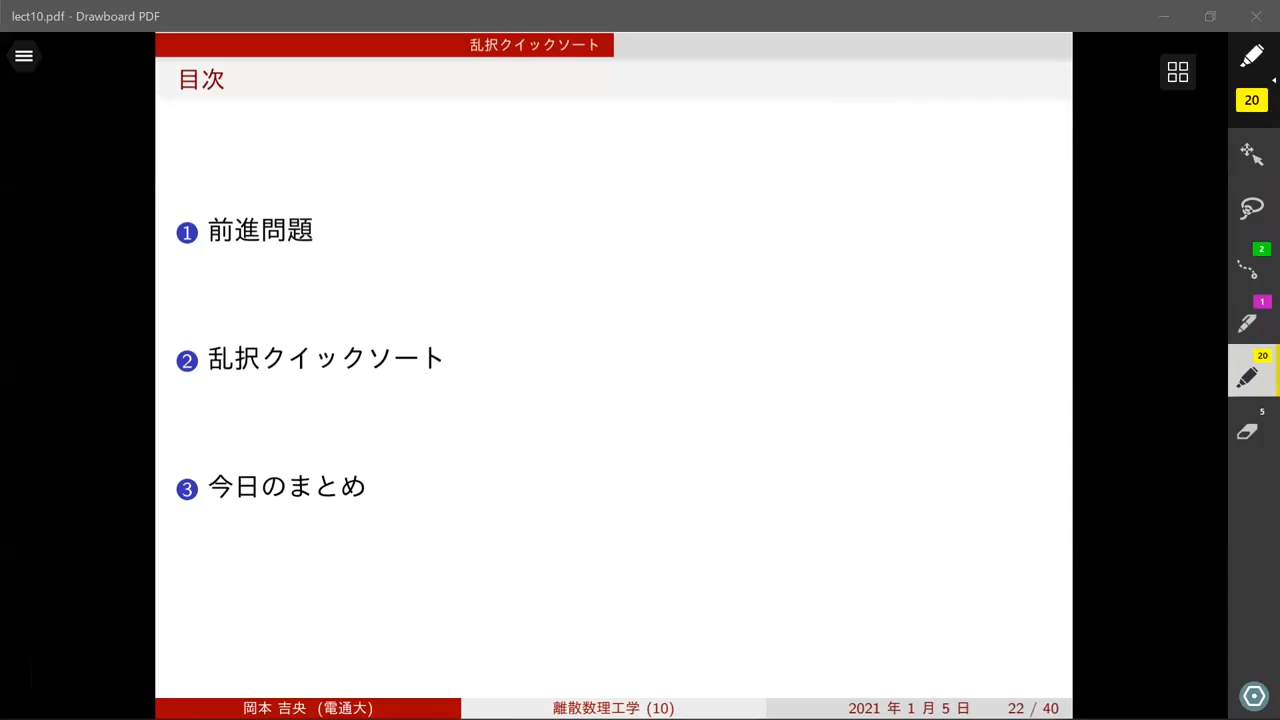 lect10.pdf - Drawboard PDF
乱択クイックソート
目次
20
1 前進問題
2
1
2 乱択クイックソート
20
5
3 今日のまとめ
岡本 吉央 (電通大) 離散数理工学 (10) 2021 年 1 月 5 日 22 / 40